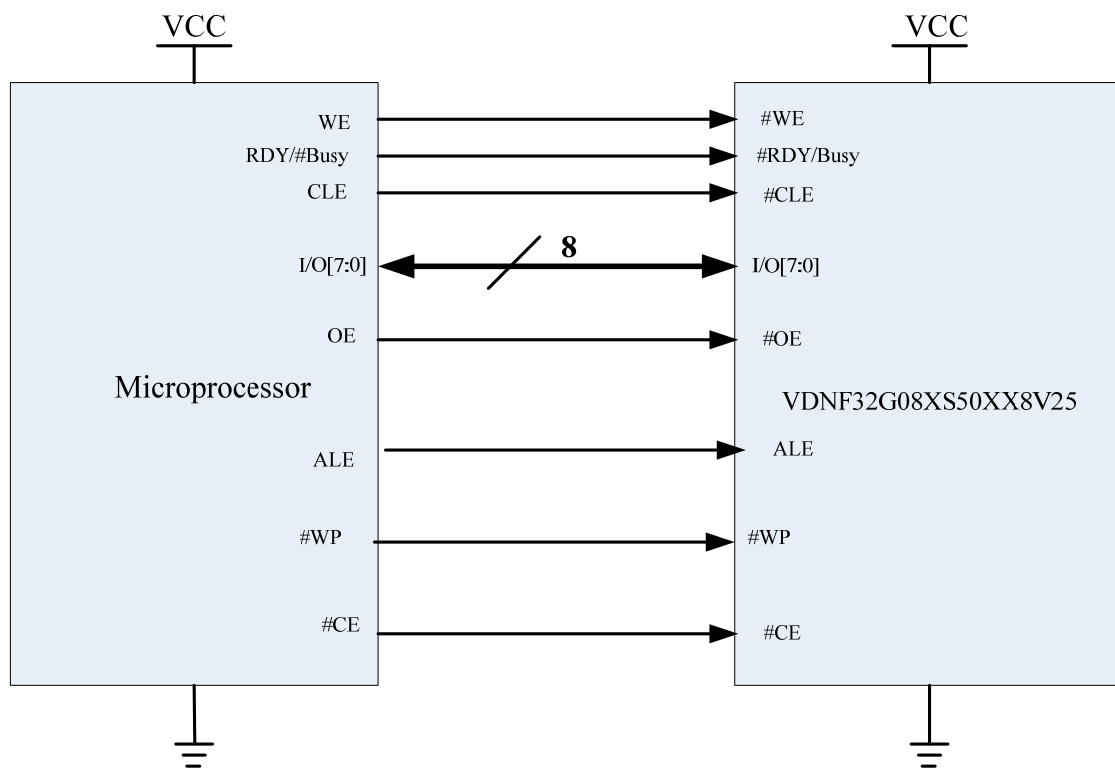 VCC
VCC
WE
#WE
RDY/#Busy
#RDY/Busy
CLE
#CLE
8
I/O[7:0]
I/O[7:0]
OE
#OE
Microprocessor
VDNF32G08XS50XX8V25
ALE
ALE
#WP
#WP
#CE
#CE